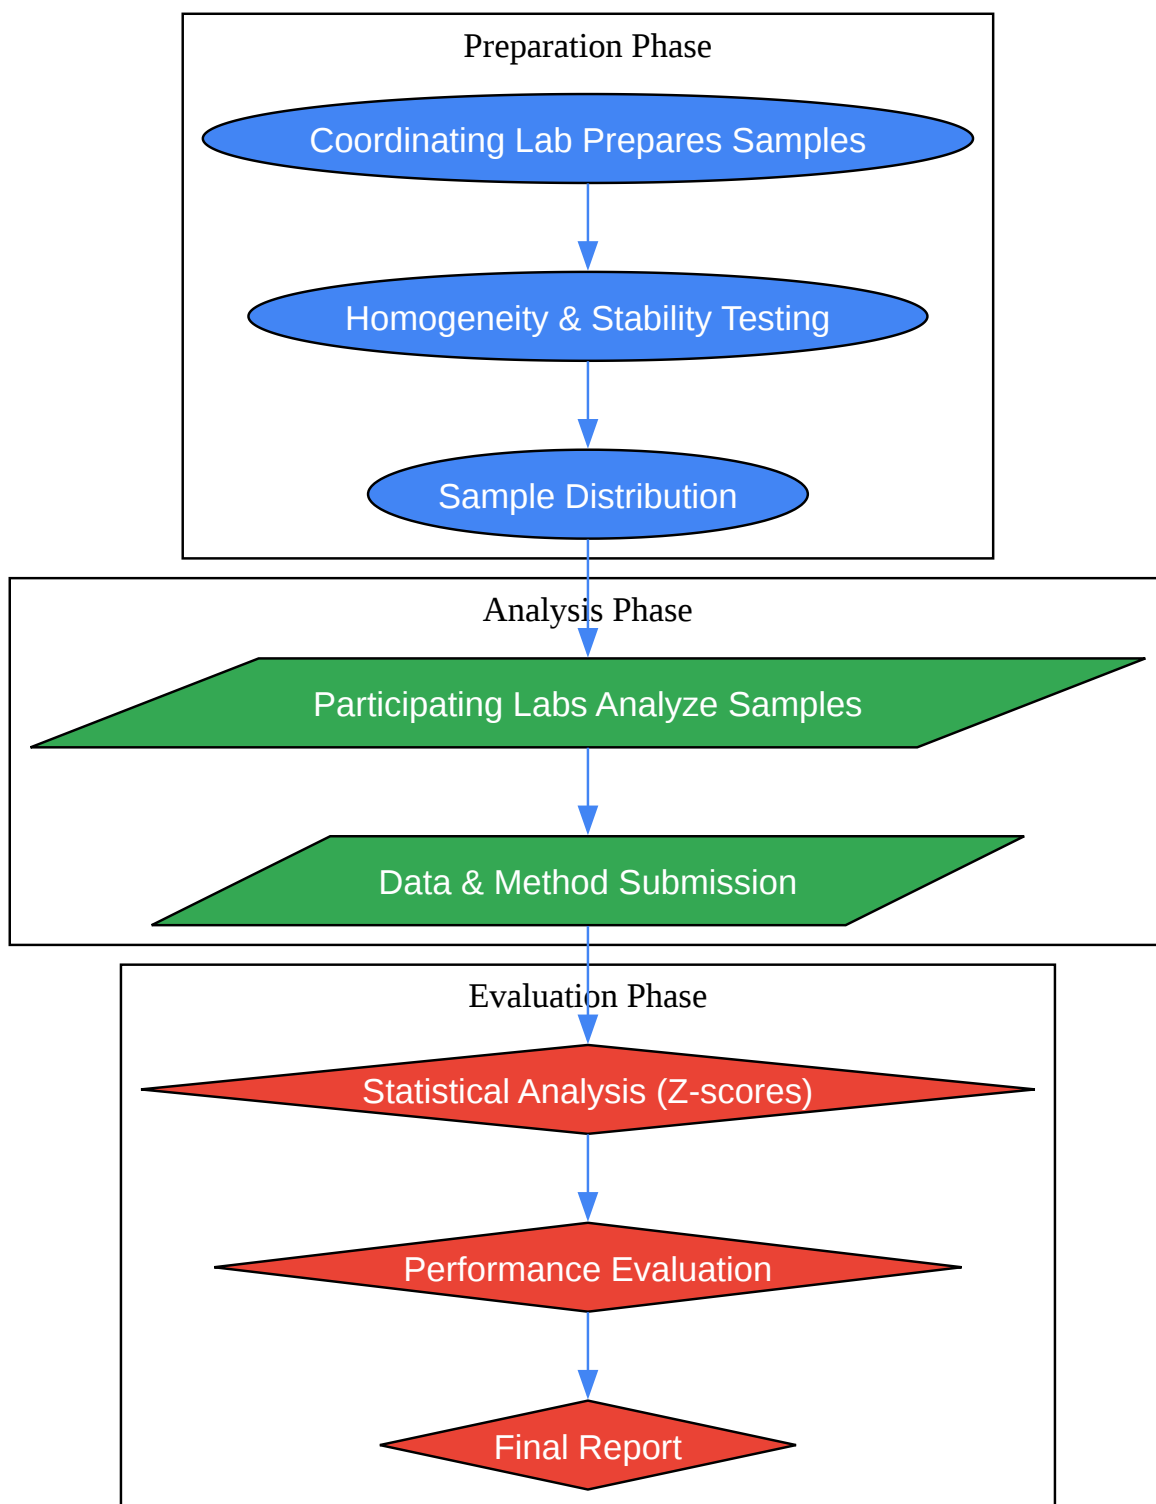 Preparation Phase
Coordinating Lab Prepares Samples
Homogeneity & Stability Testing
Sample Distribution
Analysis Phase
Participating Labs Analyze Samples
Data & Method Submission
Evaluation Phase
Statistical Analysis (Z-scores)
Performance Evaluation
Final Report